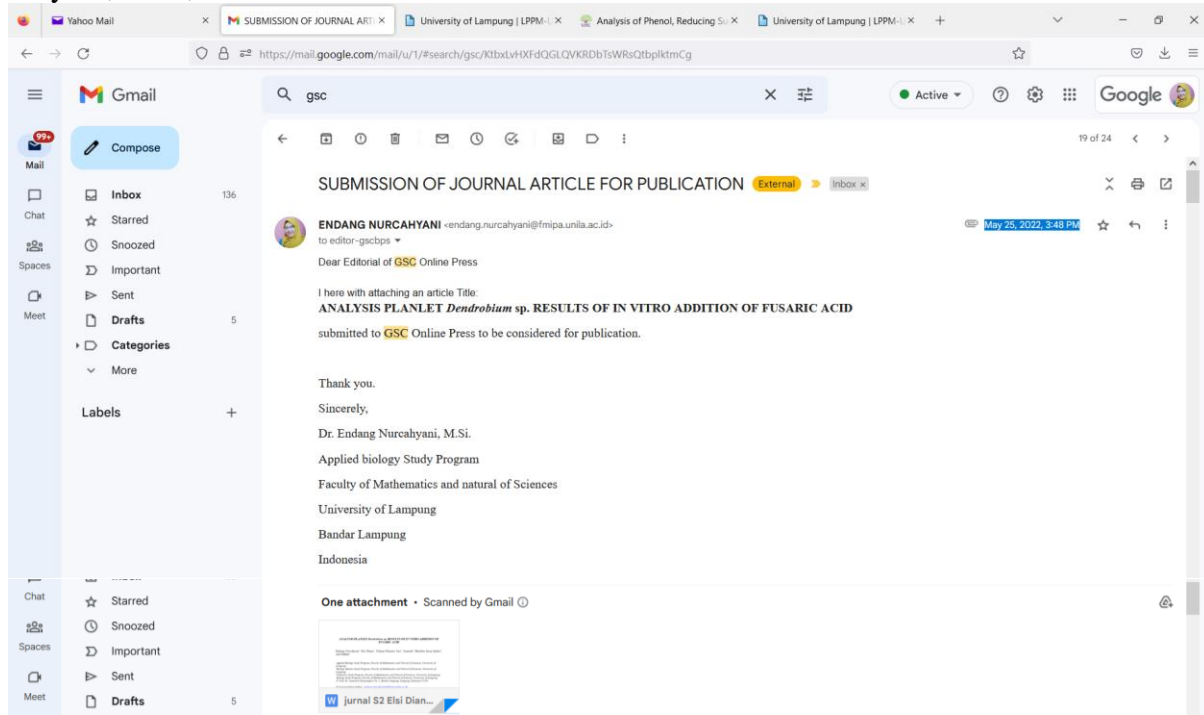 Yahoo Mail
SUBMISSION OF JOURNAL ART
University of Lampung | LPPM-U
Analysis of Phenol, Reducing Su
University of Lampung | LPPM-U
https://mail.google.com/mail/u/1/#search/gsc/KtbxLvHXFdQGLQVKRDbTsWRsQtbplktmCg
Gmail
gsc
Active
Google
99+
Mail
Compose
19 of 24
SUBMISSION OF JOURNAL ARTICLE FOR PUBLICATION External Inbox x
Inbox 136
Chat
Starred
ENDANG NURCAHYANI <endang.nurcahyani@fmipa.unila.ac.id>
May 25, 2022, 3:48 PM
to editor-gscbps
Snoozed
Spaces
Important
Dear Editorial of GSC Online Press
Sent
I here with attaching an article Title:
Meet
Drafts 5
ANALYSIS PLANLET Dendrobium sp. RESULTS OF IN VITRO ADDITION OF FUSARIC ACID
Categories
submitted to GSC Online Press to be considered for publication.
More
Thank you.
Labels
Sincerely,
Dr. Endang Nurcahyani, M.Si.
Applied biology Study Program
Faculty of Mathematics and natural of Sciences
University of Lampung
Bandar Lampung
Indonesia
Chat
Starred
One attachment • Scanned by Gmail
Snoozed
Spaces
Important
Sent
Meet
Drafts 5
jurnal S2 Elsi Dian...